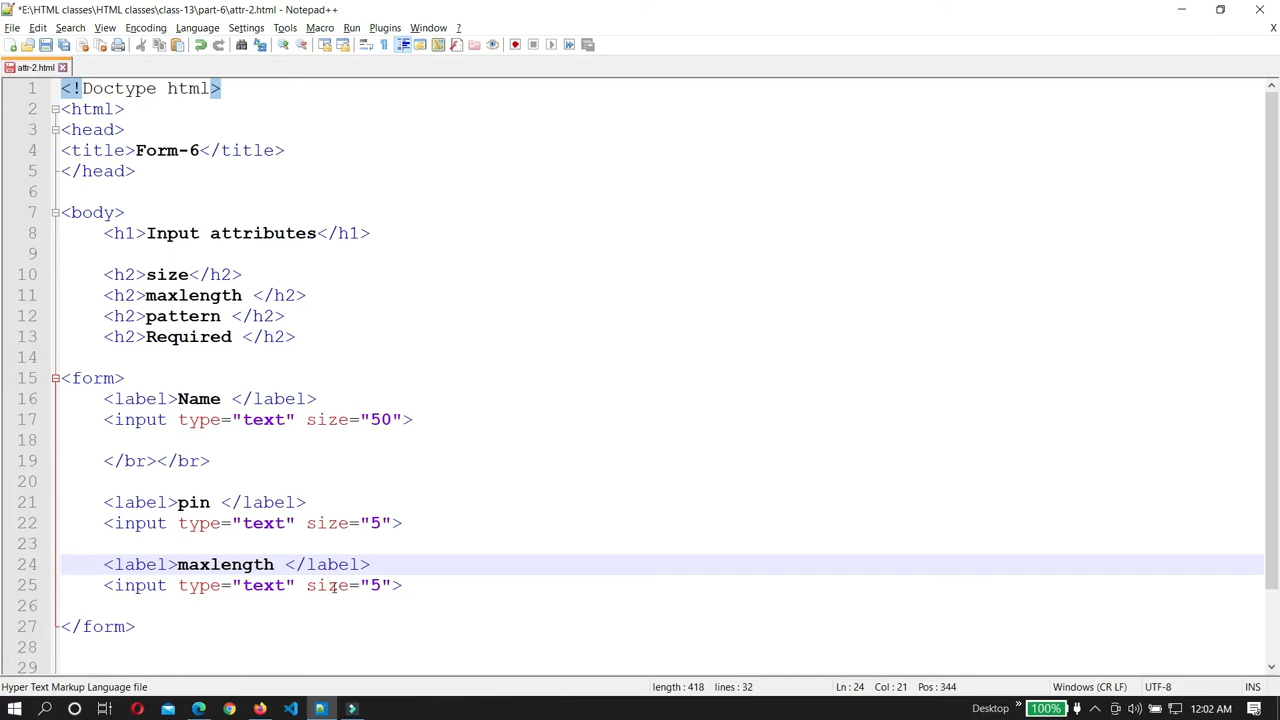 *E:\HTML classes\HTML classes\class-13\part-6\attr-2.html - Notepad++
File Edit Search View Encoding Language Settings Tools Macro Run Plugins Window ? X
attr-2.html
1 <!Doctype html>
2 <html>
3 <head>
4 <title>Form-6</title>
5 </head>
6
7 <body>
8 <h1>Input attributes</h1>
9
10 <h2>size</h2>
11 <h2>maxlength </h2>
12 <h2>pattern </h2>
13 <h2>Required </h2>
14
15 <form>
16 <label>Name </label>
17 <input type="text" size="50">
18
19 </br></br>
20
21 <label>pin </label>
22 <input type="text" size="5">
23
24 <label>maxlength </label>
25 <input type="text" size="5">
26
27 </form>
28
29
Hyper Text Markup Language file length : 418 lines : 32 Ln : 24 Col : 21 Pos : 344 Windows (CR LF) UTF-8 INS
Desktop » 100% 12:02 AM